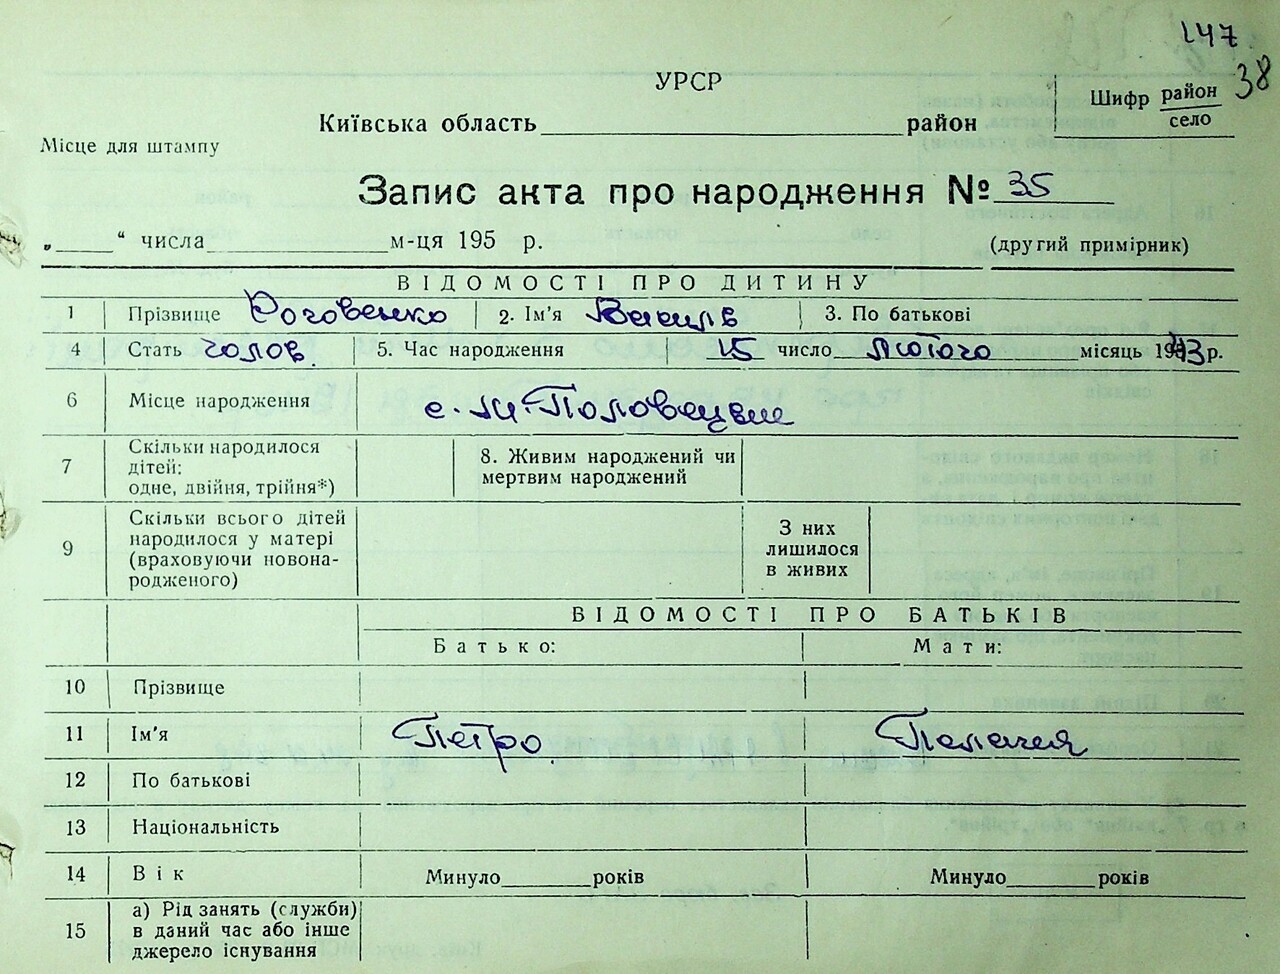 147
38
УРСР
Шифр район
село
Київська область район
Місце для штампу
Запис акта про народження № 35
„ “ числа м-ця 195 р. (другий примірник)
ВІДОМОСТІ ПРО ДИТИНУ
1 Прізвище Роговенко 2. Ім’я Василь 3. По батькові
4 Стать чолов. 5. Час народження 15 число лютого місяць 1943 р.
6 Місце народження с. М-Половецьке
7 Скільки народилося
дітей:
одне, двійня, трійня*)
8. Живим народжений чи
мертвим народжений
9 Скільки всього дітей
народилося у матері
(враховуючи новона-
родженого)
З них
лишилося
в живих
ВІДОМОСТІ ПРО БАТЬКІВ
Батько: Мати:
10 Прізвище
11 Ім’я Петро. Пелагея
12 По батькові
13 Національність
14 Вік Минуло років Минуло років
15 а) Рід занять (служби)
в даний час або інше
джерело існування